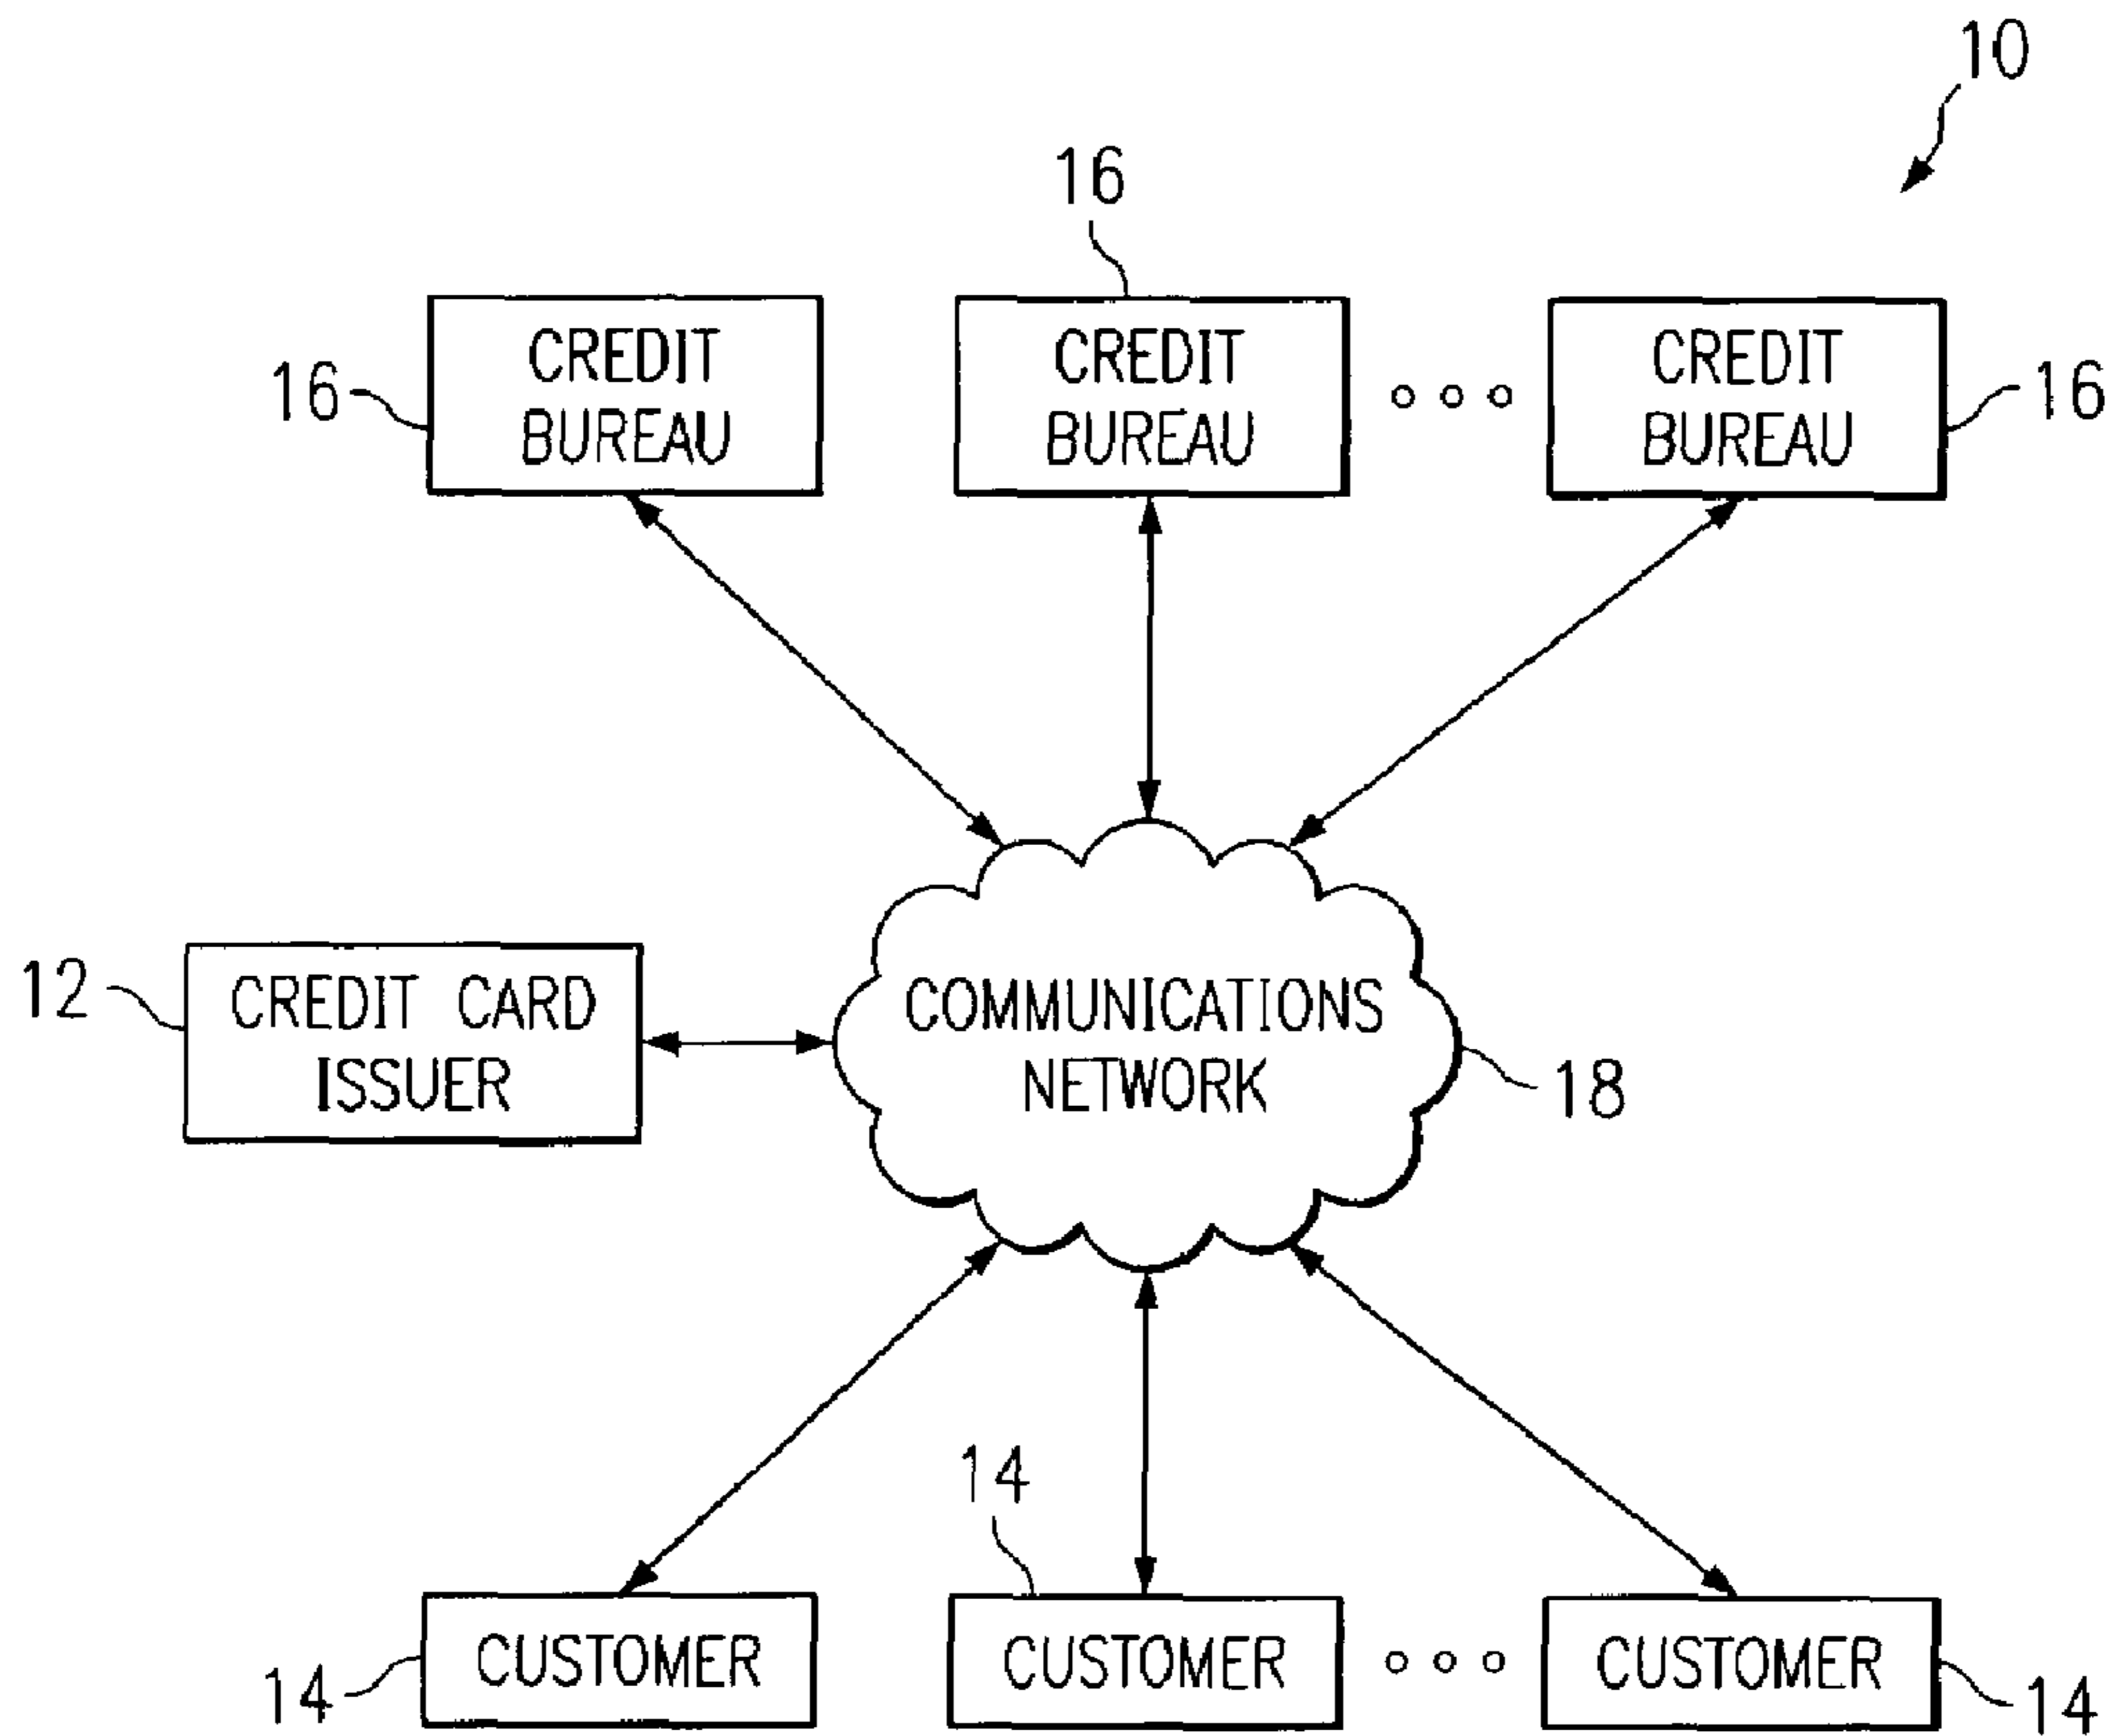 10
16
CREDIT
BUREAU
16
CREDIT
BUREAU
CREDIT
BUREAU
16
12
CREDIT CARD
ISSUER
COMMUNICATIONS
NETWORK
18
14
CUSTOMER
14
CUSTOMER
CUSTOMER
14